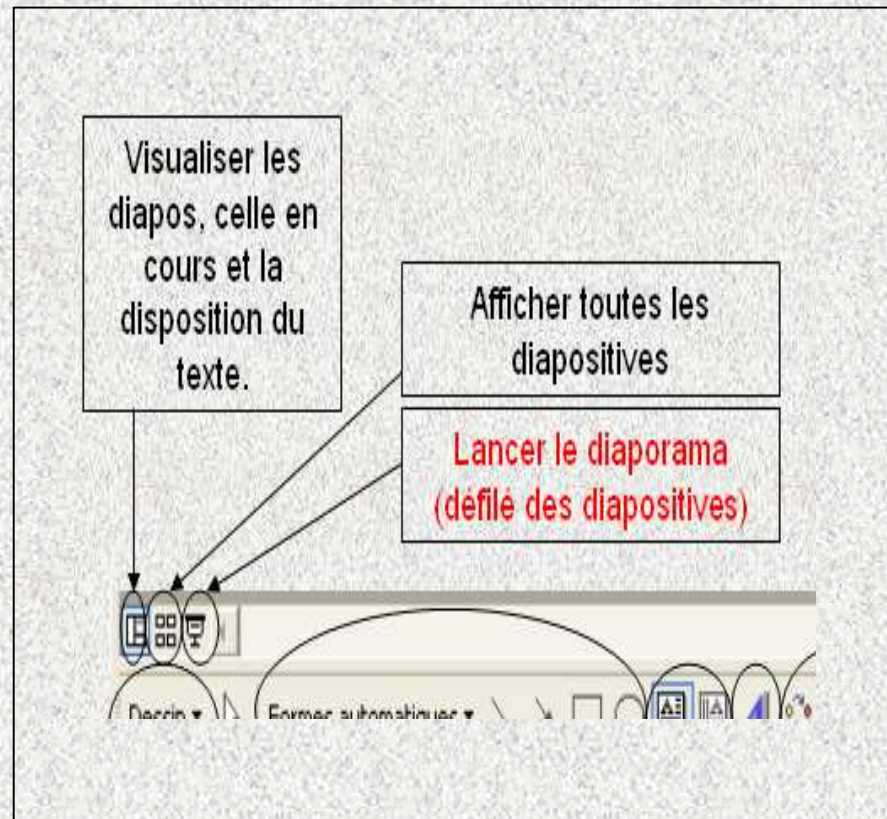 Visualiser les
diapos, celle en
cours et la
disposition du
texte.
Afficher toutes les
diapositives
Lancer le diaporama
(défilé des diapositives)
Dessin Formes automatiques